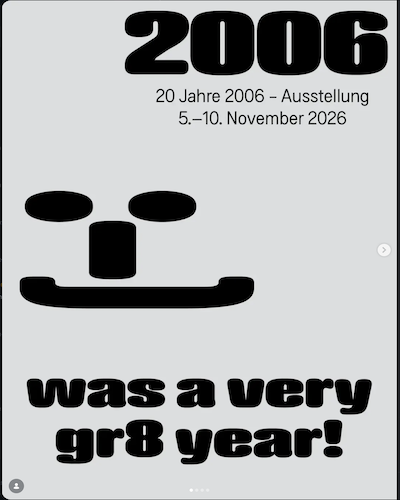 2006
20 Jahre 2006 – Ausstellung
5.–10. November 2026
was a very
gr8 year!